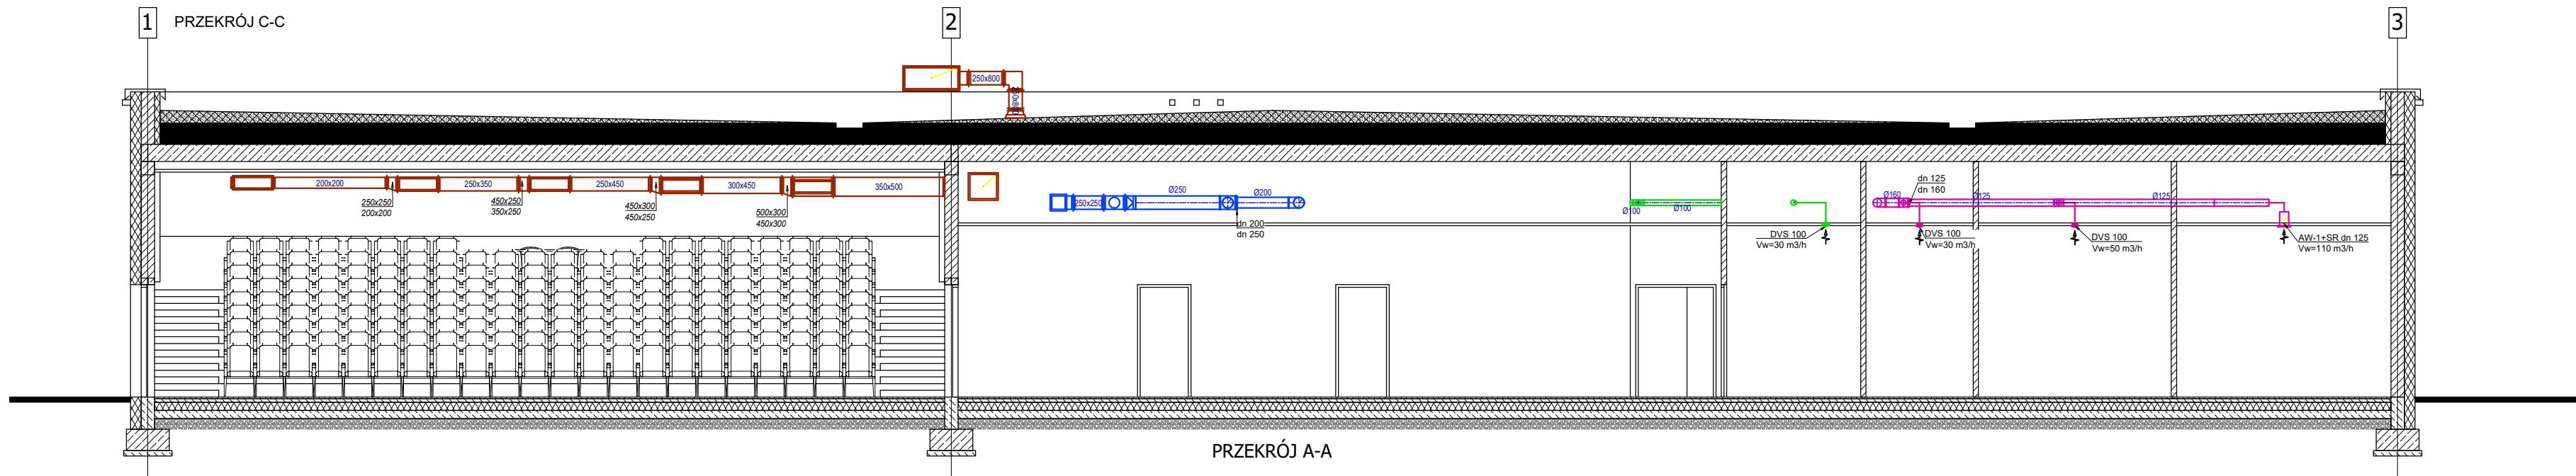 1
PRZEKRÓJ C-C
2
3
250x800
250x800
200x200
250x350
250x450
300x450
350x500
250x250
200x200
450x250
350x250
450x300
450x250
500x300
450x300
250x250
Ø250
Ø200
dn 200
dn 250
Ø100
Ø100
DVS 100
Vw=30 m3/h
Ø160
dn 125
dn 160
Ø125
Ø125
DVS 100
Vw=30 m3/h
DVS 100
Vw=50 m3/h
AW-1+SR dn 125
Vw=110 m3/h
PRZEKRÓJ A-A